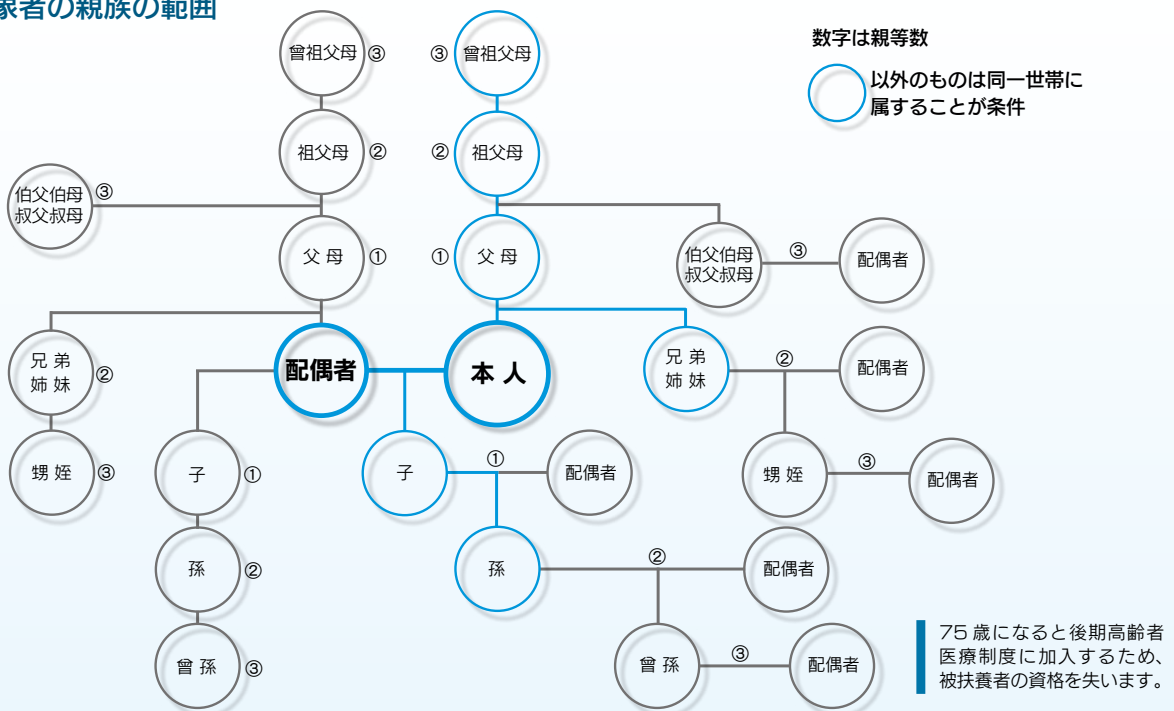 象者の親族の範囲
数字は親等数
以外のものは同一世帯に
属することが条件
曾祖父母 ③
③ 曾祖父母
祖父母 ②
② 祖父母
伯父伯母
叔父叔母
③
父母 ①
① 父母
伯父伯母
叔父叔母
③
配偶者
兄弟
姉妹
②
配偶者
本人
兄弟
姉妹
②
配偶者
甥姪 ③
子 ①
子
①
配偶者
甥姪
③
配偶者
孫 ②
孫
②
配偶者
曾孫 ③
曾孫
③
配偶者
75歳になると後期高齢者
医療制度に加入するため、
被扶養者の資格を失います。